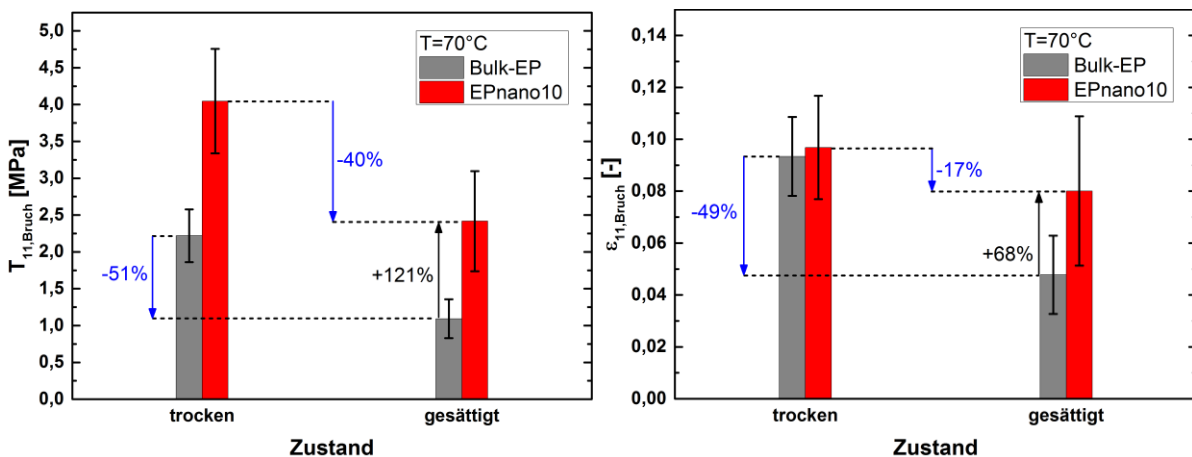 5,0
4,5
4,0
3,5
3,0
2,5
2,0
1,5
1,0
0,5
0,0
T11,Bruch [MPa]
T=70°C
Bulk-EP
EPnano10
-40%
-51%
+121%
trocken
gesättigt
Zustand
0,14
0,12
0,10
0,08
0,06
0,04
0,02
0,00
ε11,Bruch [-]
T=70°C
Bulk-EP
EPnano10
-17%
-49%
+68%
trocken
gesättigt
Zustand